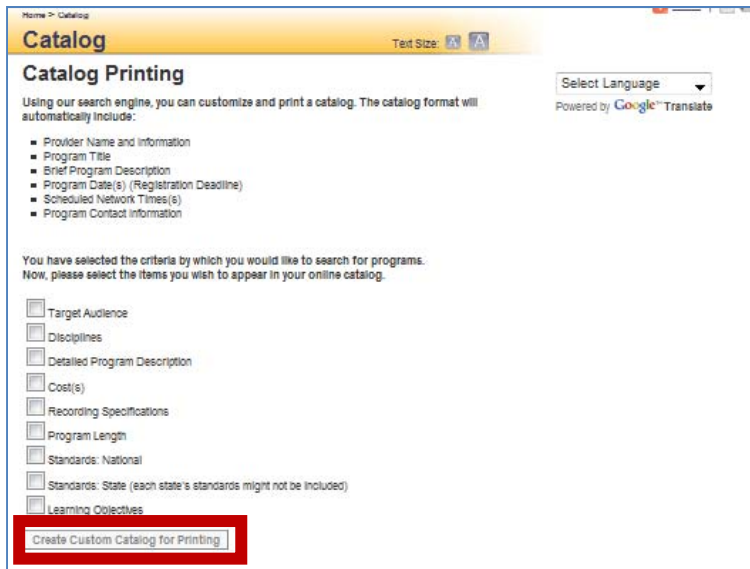 Home > Catalog
Catalog
Text Size: A A
Catalog Printing
Select Language
Using our search engine, you can customize and print a catalog. The catalog format will
automatically include:
Powered by Google™ Translate
Provider Name and Information
Program Title
Brief Program Description
Program Date(s) (Registration Deadline)
Scheduled Network Times(s)
Program Contact Information
You have selected the criteria by which you would like to search for programs.
Now, please select the items you wish to appear in your online catalog.
Target Audience
Disciplines
Detailed Program Description
Cost(s)
Recording Specifications
Program Length
Standards: National
Standards: State (each state's standards might not be included)
Learning Objectives
Create Custom Catalog for Printing